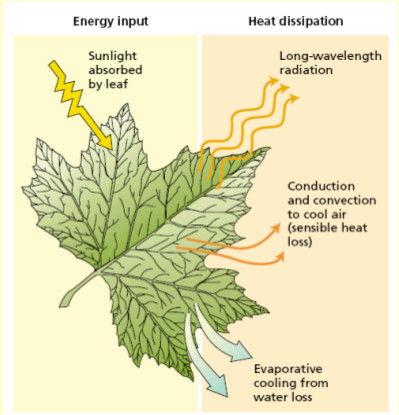 Energy input
Heat dissipation
Sunlight
absorbed
by leaf
Long-wavelength
radiation
Conduction
and convection
to cool air
(sensible heat
loss)
Evaporative
cooling from
water loss